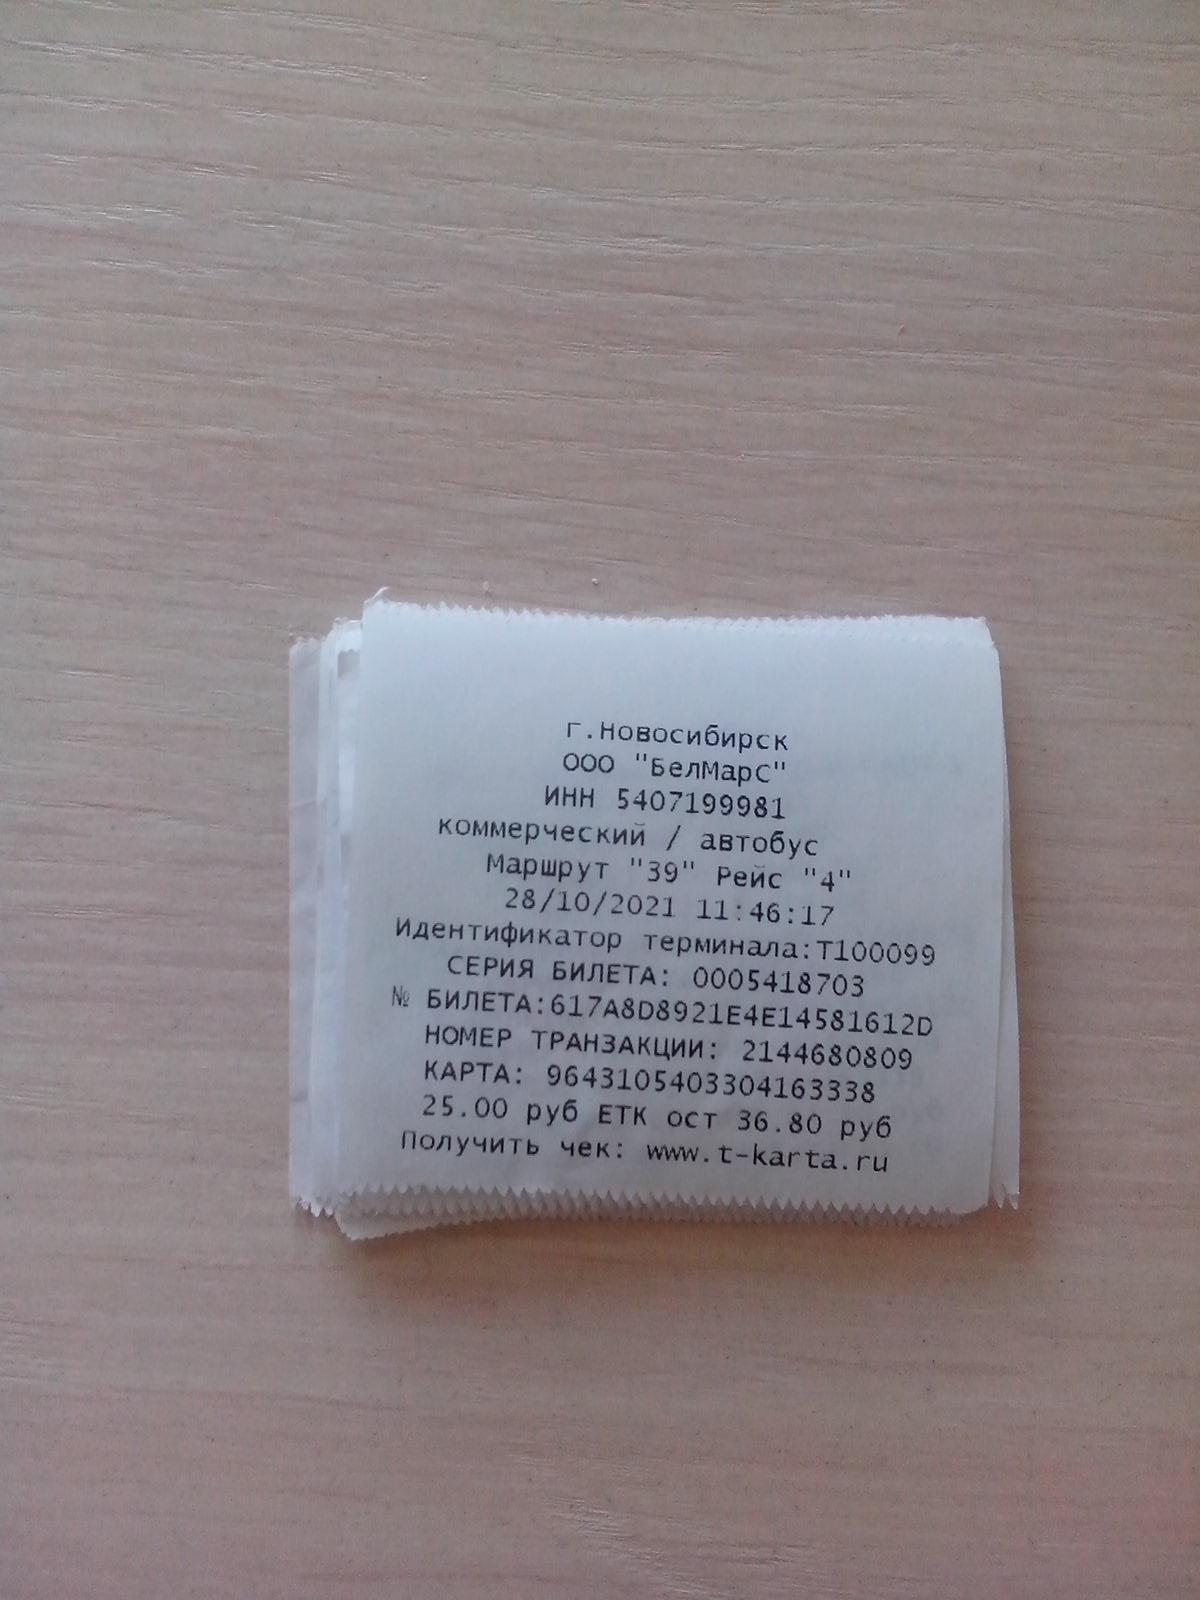 г.Новосибирск
ООО "БелМарС"
ИНН 5407199981
коммерческий / автобус
Маршрут "39" Рейс "4"
28/10/2021 11:46:17
Идентификатор терминала:T100099
СЕРИЯ БИЛЕТА: 0005418703
№ БИЛЕТА:617A8D8921E4E14581612D
НОМЕР ТРАНЗАКЦИИ: 2144680809
КАРТА: 9643105403304163338
25.00 руб ЕТК ост 36.80 руб
Получить чек: www.t-karta.ru